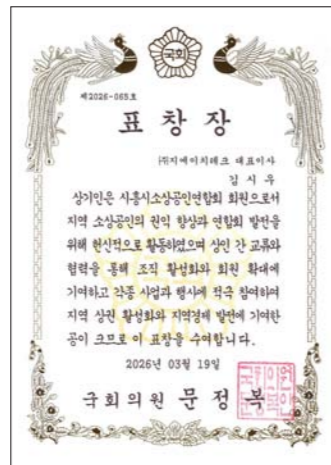 국회
제2026-065호
표창장
㈜지에이치테크 대표이사
김시우
상기인은 시흥시소상공인연합회 회원으로서
지역 소상공인의 권익 향상과 연합회 발전을
위해 헌신적으로 활동하였으며 상인 간 교류와
협력을 통해 조직 활성화와 회원 확대에
기여하고 각종 사업과 행사에 적극 참여하여
지역 상권 활성화와 지역경제 발전에 기여한
공이 크므로 이 표창을 수여합니다.
2026년 03월 19일
국회의원 문정복
국회의원
문정복인